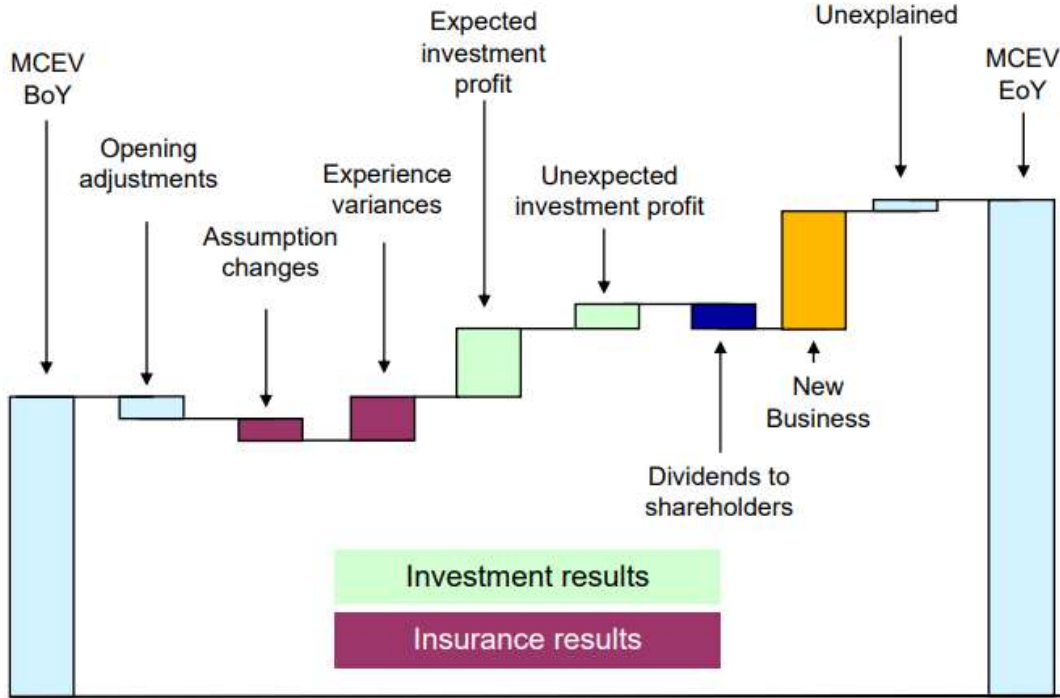 MCEV
BoY
Opening
adjustments
Assumption
changes
Experience
variances
Expected
investment
profit
Unexpected
investment profit
Dividends to
shareholders
New
Business
Unexplained
MCEV
EoY
Investment results
Insurance results